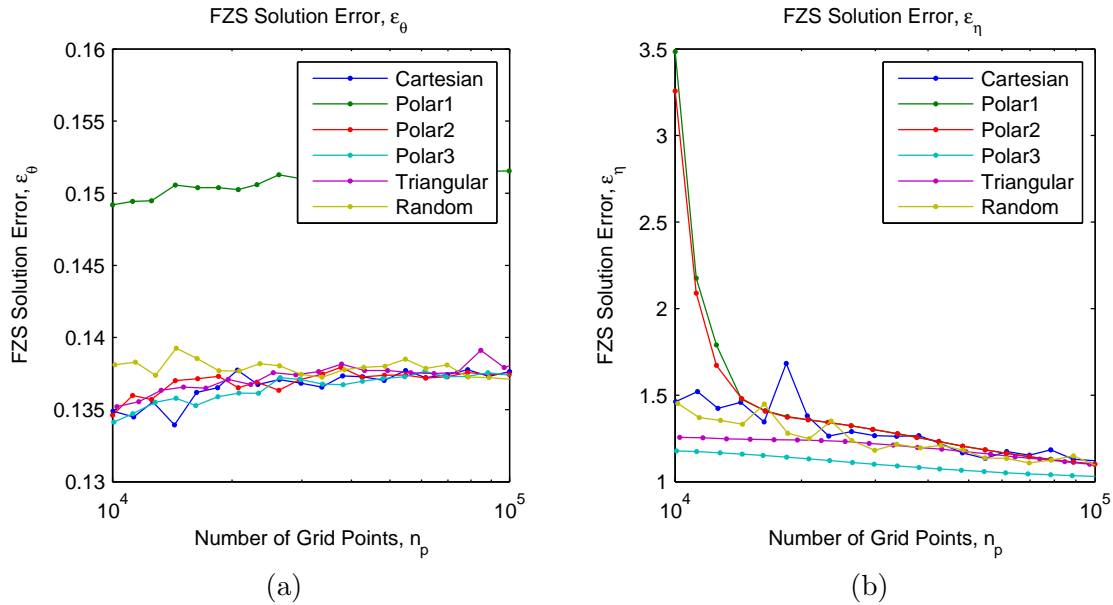 FZS Solution Error, ε_θ
FZS Solution Error, ε_θ
0.16
0.155
0.15
0.145
0.14
0.135
0.13
10^4
10^5
Number of Grid Points, n_p
Cartesian
Polar1
Polar2
Polar3
Triangular
Random
(a)
FZS Solution Error, ε_η
FZS Solution Error, ε_η
3.5
3
2.5
2
1.5
1
10^4
10^5
Number of Grid Points, n_p
Cartesian
Polar1
Polar2
Polar3
Triangular
Random
(b)